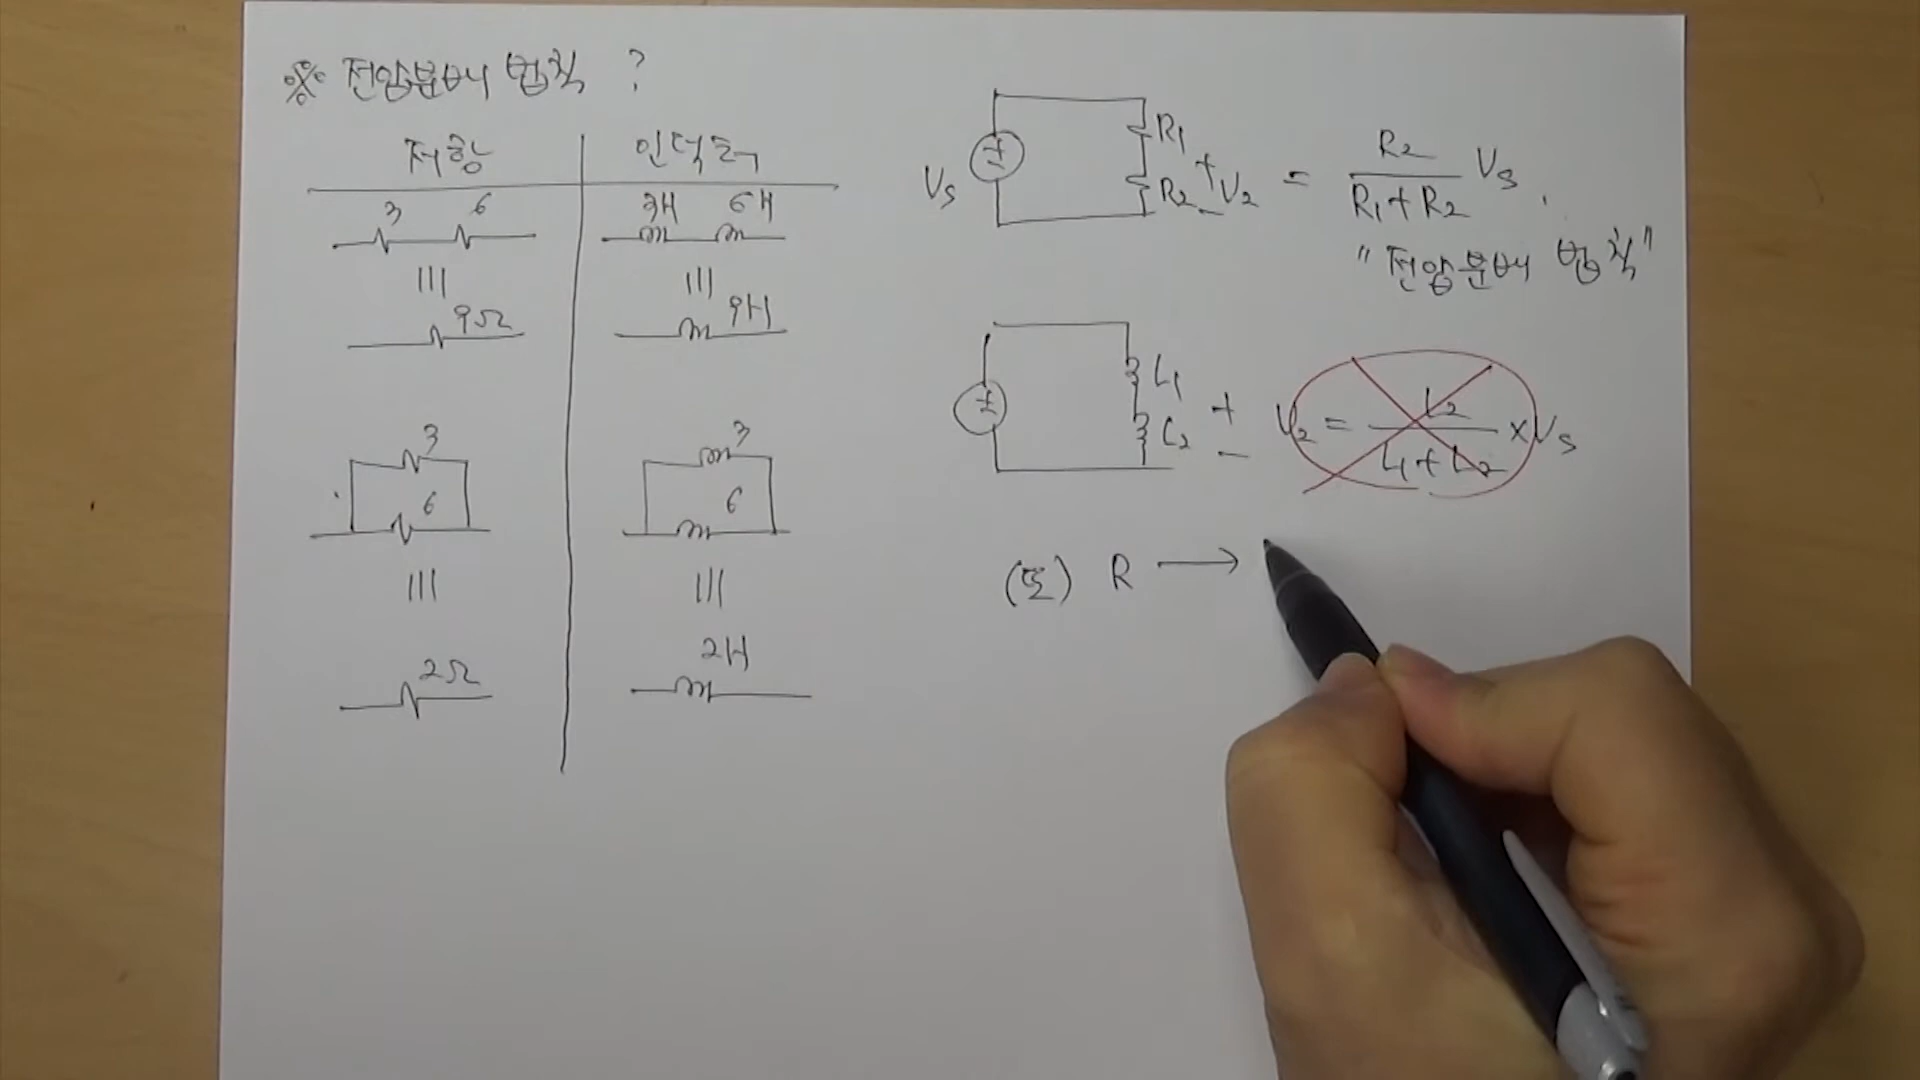 ※ 전압분배 법칙 ?
저항 인덕터
3 6
9Ω
3
6
2Ω
3H 6H
9H
3
6
2H
Vs R1 R2 + - V2 = R2 / (R1 + R2) Vs .
"전압분배 법칙"
L1 L2 + - V2 = L2 / (L1 + L2) × Vs
(또) R →